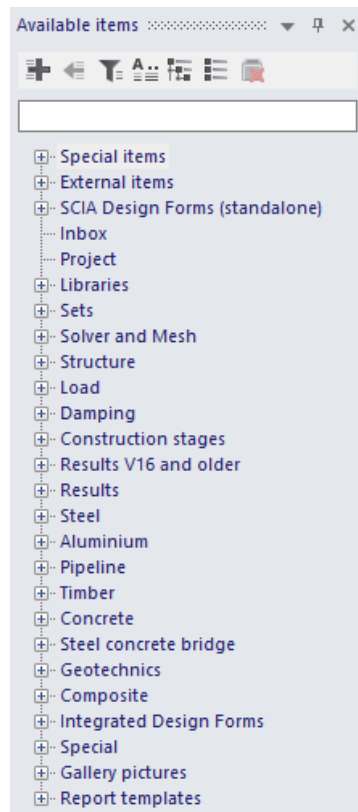 Available items
Special items
External items
SCIA Design Forms (standalone)
Inbox
Project
Libraries
Sets
Solver and Mesh
Structure
Load
Damping
Construction stages
Results V16 and older
Results
Steel
Aluminium
Pipeline
Timber
Concrete
Steel concrete bridge
Geotechnics
Composite
Integrated Design Forms
Special
Gallery pictures
Report templates